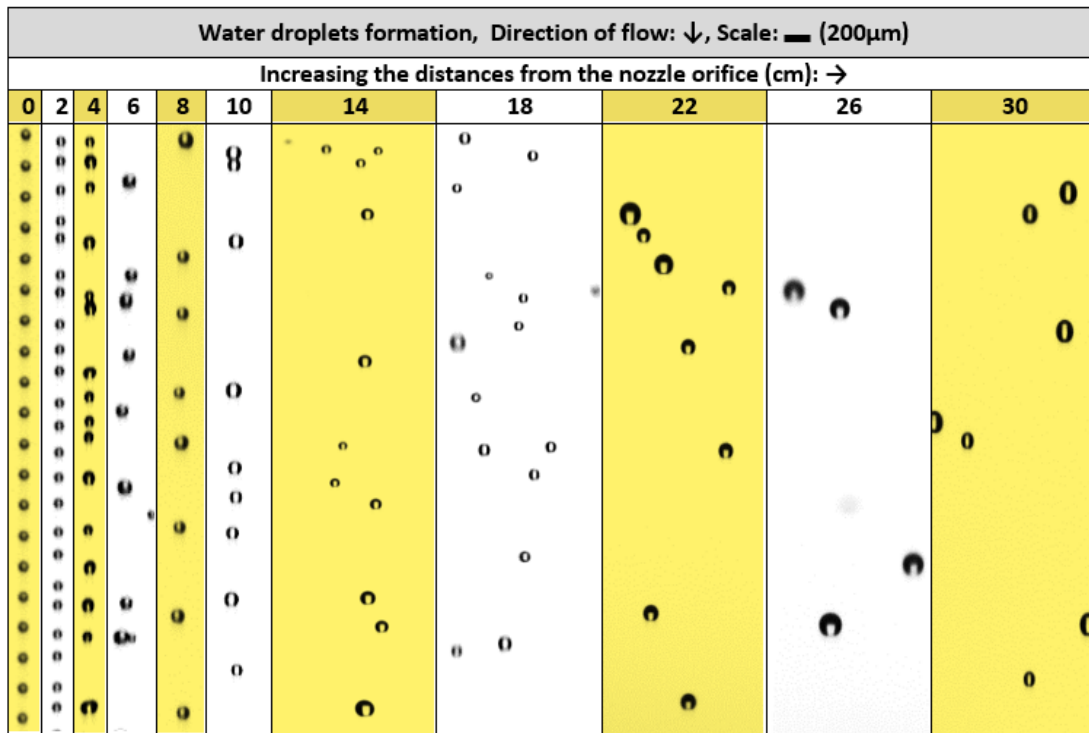 Water droplets formation, Direction of flow: ↓, Scale: ▬ (200µm)
Increasing the distances from the nozzle orifice (cm): →
0 2 4 6 8 10 14 18 22 26 30